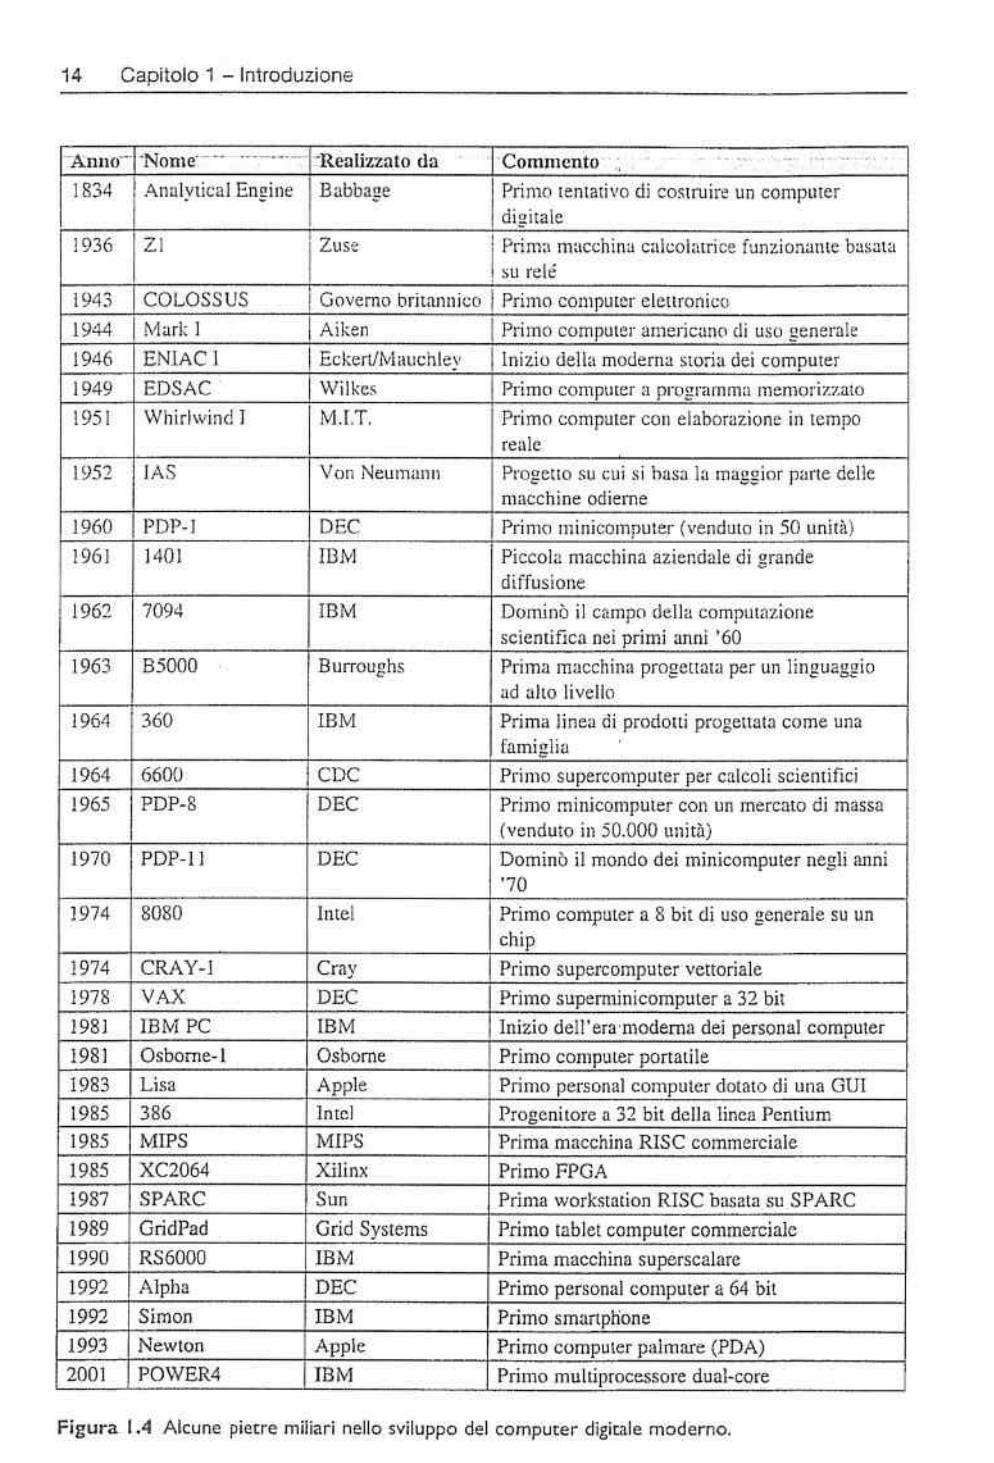 14 Capitolo 1 – Introduzione
Anno Nome Realizzato da Commento
1834 Analytical Engine Babbage Primo tentativo di costruire un computer
digitale
1936 Z1 Zuse Prima macchina calcolatrice funzionante basata
su relé
1943 COLOSSUS Governo britannico Primo computer elettronico
1944 Mark I Aiken Primo computer americano di uso generale
1946 ENIAC I Eckert/Mauchley Inizio della moderna storia dei computer
1949 EDSAC Wilkes Primo computer a programma memorizzato
1951 Whirlwind I M.I.T. Primo computer con elaborazione in tempo
reale
1952 IAS Von Neumann Progetto su cui si basa la maggior parte delle
macchine odierne
1960 PDP-1 DEC Primo minicomputer (venduto in 50 unità)
1961 1401 IBM Piccola macchina aziendale di grande
diffusione
1962 7094 IBM Dominò il campo della computazione
scientifica nei primi anni '60
1963 B5000 Burroughs Prima macchina progettata per un linguaggio
ad alto livello
1964 360 IBM Prima linea di prodotti progettata come una
famiglia
1964 6600 CDC Primo supercomputer per calcoli scientifici
1965 PDP-8 DEC Primo minicomputer con un mercato di massa
(venduto in 50.000 unità)
1970 PDP-11 DEC Dominò il mondo dei minicomputer negli anni
'70
1974 8080 Intel Primo computer a 8 bit di uso generale su un
chip
1974 CRAY-1 Cray Primo supercomputer vettoriale
1978 VAX DEC Primo superminicomputer a 32 bit
1981 IBM PC IBM Inizio dell'era moderna dei personal computer
1981 Osborne-1 Osborne Primo computer portatile
1983 Lisa Apple Primo personal computer dotato di una GUI
1985 386 Intel Progenitore a 32 bit della linea Pentium
1985 MIPS MIPS Prima macchina RISC commerciale
1985 XC2064 Xilinx Primo FPGA
1987 SPARC Sun Prima workstation RISC basata su SPARC
1989 GridPad Grid Systems Primo tablet computer commerciale
1990 RS6000 IBM Prima macchina superscalare
1992 Alpha DEC Primo personal computer a 64 bit
1992 Simon IBM Primo smartphone
1993 Newton Apple Primo computer palmare (PDA)
2001 POWER4 IBM Primo multiprocessore dual-core
Figura 1.4 Alcune pietre miliari nello sviluppo del computer digitale moderno.